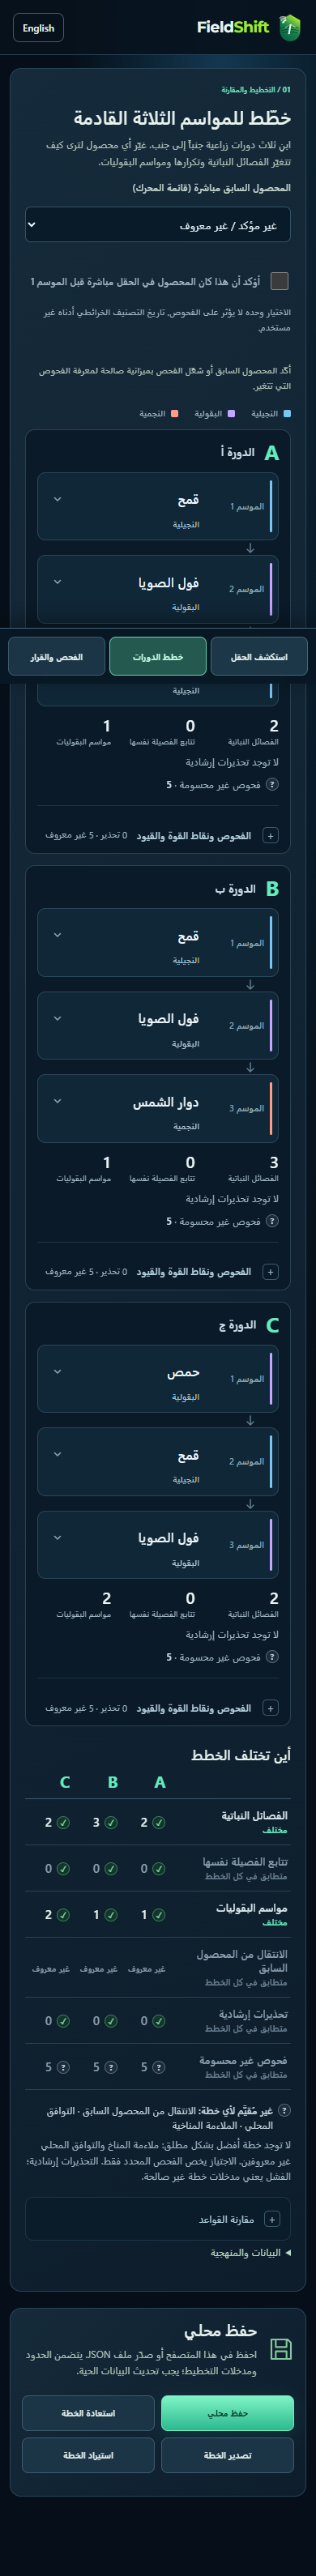 FieldShift
English
01 / التخطيط والمقارنة
خطّط للمواسم الثلاثة القادمة
ابنِ ثلاث دورات زراعية جنباً إلى جنب. غيّر أي محصول لترى كيف
تتغيّر الفصائل النباتية وتكرارها ومواسم البقوليات.
المحصول السابق مباشرة (قائمة المحرك)
غير مؤكد / غير معروف
أؤكد أن هذا كان المحصول في الحقل مباشرة قبل الموسم 1
الاختيار وحده لا يؤثر على الفحوص. تاريخ التصنيف الخرائطي أدناه غير
مستخدم.
أكّد المحصول السابق أو شغّل الفحص بميزانية صالحة لمعرفة الفحوص
التي تتغير.
النجيلية
البقولية
النجمية
A الدورة أ
الموسم 1
قمح
النجيلية
↓
الموسم 2
فول الصويا
البقولية
استكشف الحقل
خطط الدورات
الفحص والقرار
النجيلية
2 0 1
الفصائل النباتية تتابع الفصيلة نفسها مواسم البقوليات
لا توجد تحذيرات إرشادية
? فحوص غير محسومة · 5
+ الفحوص ونقاط القوة والقيود 0 تحذير · 5 غير معروف
B الدورة ب
الموسم 1
قمح
النجيلية
↓
الموسم 2
فول الصويا
البقولية
↓
الموسم 3
دوار الشمس
النجمية
3 0 1
الفصائل النباتية تتابع الفصيلة نفسها مواسم البقوليات
لا توجد تحذيرات إرشادية
? فحوص غير محسومة · 5
+ الفحوص ونقاط القوة والقيود 0 تحذير · 5 غير معروف
C الدورة ج
الموسم 1
حمص
البقولية
↓
الموسم 2
قمح
النجيلية
↓
الموسم 3
فول الصويا
البقولية
2 0 2
الفصائل النباتية تتابع الفصيلة نفسها مواسم البقوليات
لا توجد تحذيرات إرشادية
? فحوص غير محسومة · 5
+ الفحوص ونقاط القوة والقيود 0 تحذير · 5 غير معروف
أين تختلف الخطط
A B C
الفصائل النباتية ✓ 2 ✓ 3 ✓ 2
مختلف
تتابع الفصيلة نفسها ✓ 0 ✓ 0 ✓ 0
متطابق في كل الخطط
مواسم البقوليات ✓ 1 ✓ 1 ✓ 2
مختلف
الانتقال من المحصول
السابق غير معروف غير معروف غير معروف
متطابق في كل الخطط
تحذيرات إرشادية ✓ 0 ✓ 0 ✓ 0
متطابق في كل الخطط
فحوص غير محسومة ? 5 ? 5 ? 5
متطابق في كل الخطط
? غير مُقيَّم لأي خطة: الانتقال من المحصول السابق · التوافق
المحلي · الملاءمة المناخية
لا توجد خطة أفضل بشكل مطلق: ملاءمة المناخ والتوافق المحلي
غير معروفين. الاجتياز يخص الفحص المحدد فقط. التحذيرات إرشادية؛
الفشل يعني مدخلات خطة غير صالحة.
+ مقارنة القواعد
◀ البيانات والمنهجية
حفظ محلي
احفظ في هذا المتصفح أو صدّر ملف JSON. يتضمن الحدود
ومدخلات التخطيط؛ يجب تحديث البيانات الحية.
حفظ محلي
استعادة الخطة
تصدير الخطة
استيراد الخطة